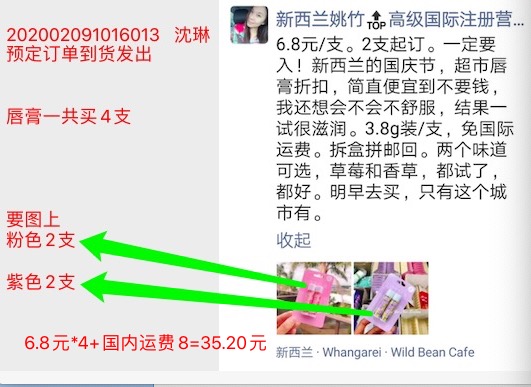 202002091016013 沈琳
预定订单到货发出
唇膏一共买4支
要图上
粉色2支
紫色2支
6.8元*4+国内运费8=35.20元
新西兰姚竹TOP高级国际注册营...
6.8元/支。2支起订。一定要
入！新西兰的国庆节，超市唇
膏折扣，简直便宜到不要钱，
我还想会不会不舒服，结果一
试很滋润。3.8g装/支，免国际
运费。拆盒拼邮回。两个味道
可选，草莓和香草，都试了，
都好。明早去买，只有这个城
市有。
收起
新西兰 · Whangarei · Wild Bean Cafe